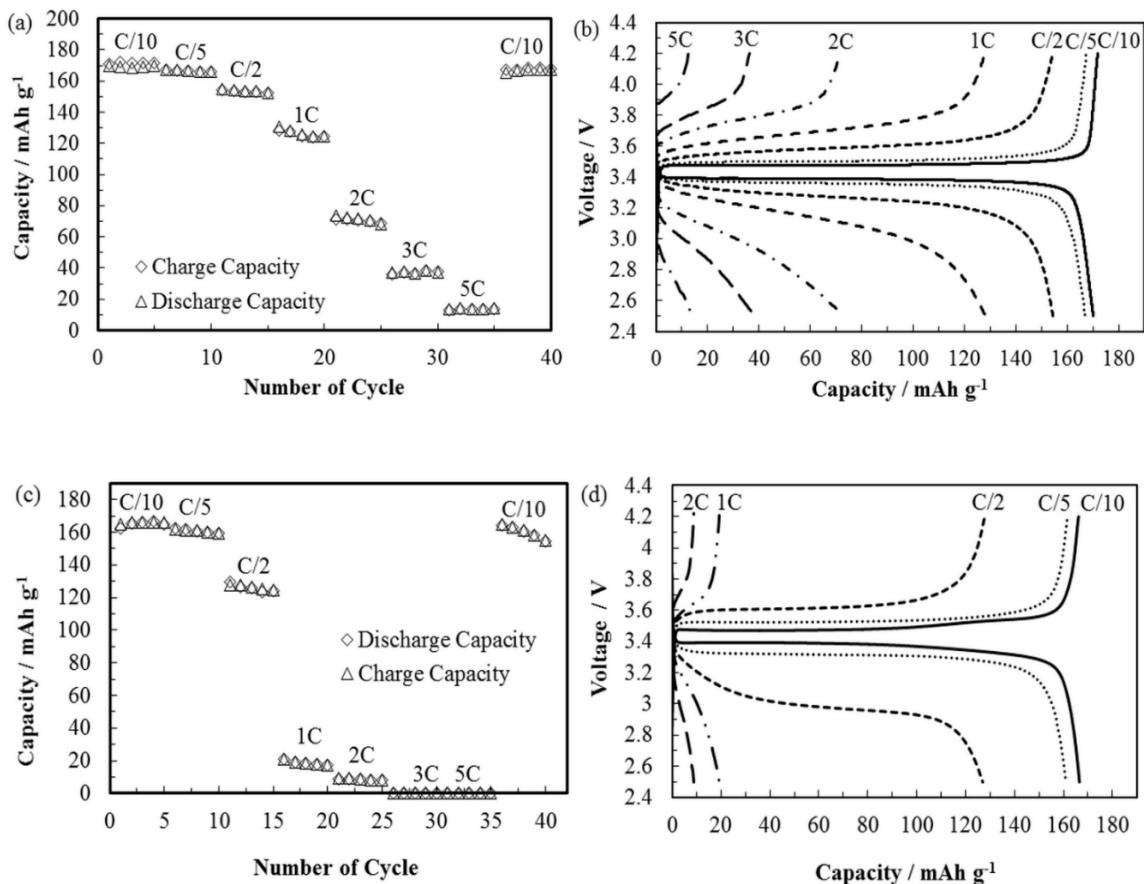 (a)
Capacity / mAh g⁻¹
200
180
160
140
120
100
80
60
40
20
0
C/10
C/5
C/2
1C
2C
3C
5C
C/10
◇ Charge Capacity
△ Discharge Capacity
0 10 20 30 40
Number of Cycle
(b)
Voltage / V
4.4
4.2
4.0
3.8
3.6
3.4
3.2
3.0
2.8
2.6
2.4
5C 3C 2C 1C C/2 C/5 C/10
0 20 40 60 80 100 120 140 160 180
Capacity / mAh g⁻¹
(c)
Capacity / mAh g⁻¹
180
160
140
120
100
80
60
40
20
0
C/10 C/5
C/2
1C
2C
3C 5C
C/10
◇ Discharge Capacity
△ Charge Capacity
0 5 10 15 20 25 30 35 40
Number of Cycle
(d)
Voltage / V
4.4
4.2
4.0
3.8
3.6
3.4
3.2
3.0
2.8
2.6
2.4
2C 1C C/2 C/5 C/10
0 20 40 60 80 100 120 140 160 180
Capacity / mAh g⁻¹